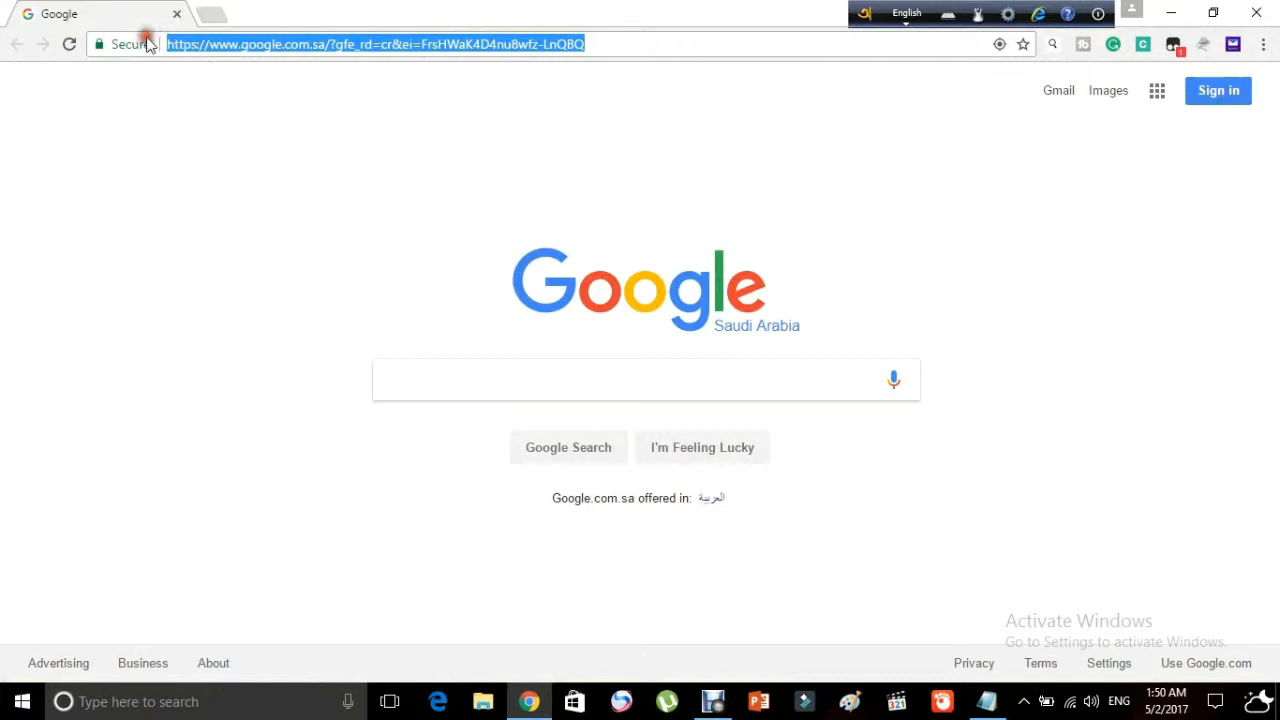 Google
English
Secure
https://www.google.com.sa/?gfe_rd=cr&ei=FrsHWaK4D4nu8wfz-LnQBQ
1
Gmail Images Sign in
Google
Saudi Arabia
Google Search I'm Feeling Lucky
Google.com.sa offered in: العربية
Activate Windows
Go to Settings to activate Windows.
Advertising Business About Privacy Terms Settings Use Google.com
Type here to search 321 ENG 1:50 AM
5/2/2017